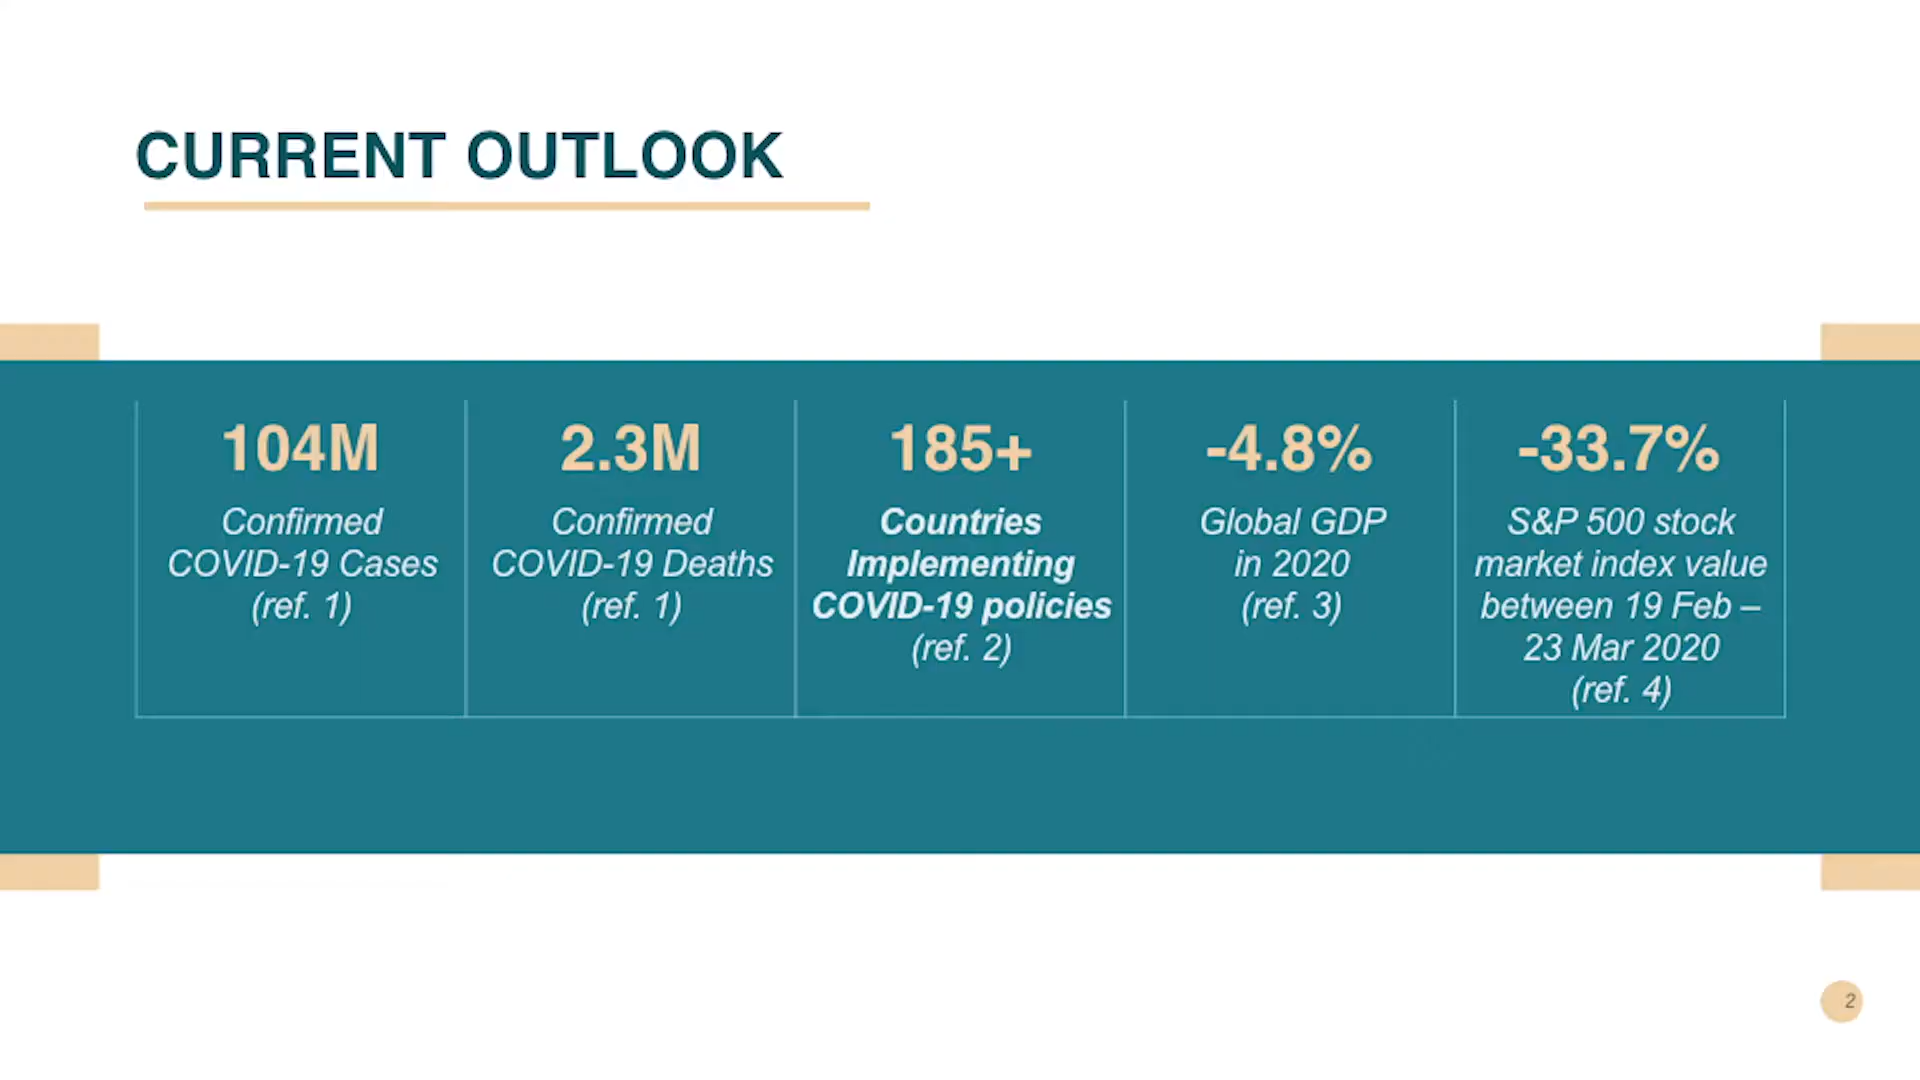 CURRENT OUTLOOK
104M
Confirmed
COVID-19 Cases
(ref. 1)
2.3M
Confirmed
COVID-19 Deaths
(ref. 1)
185+
Countries
Implementing
COVID-19 policies
(ref. 2)
-4.8%
Global GDP
in 2020
(ref. 3)
-33.7%
S&P 500 stock
market index value
between 19 Feb –
23 Mar 2020
(ref. 4)
2